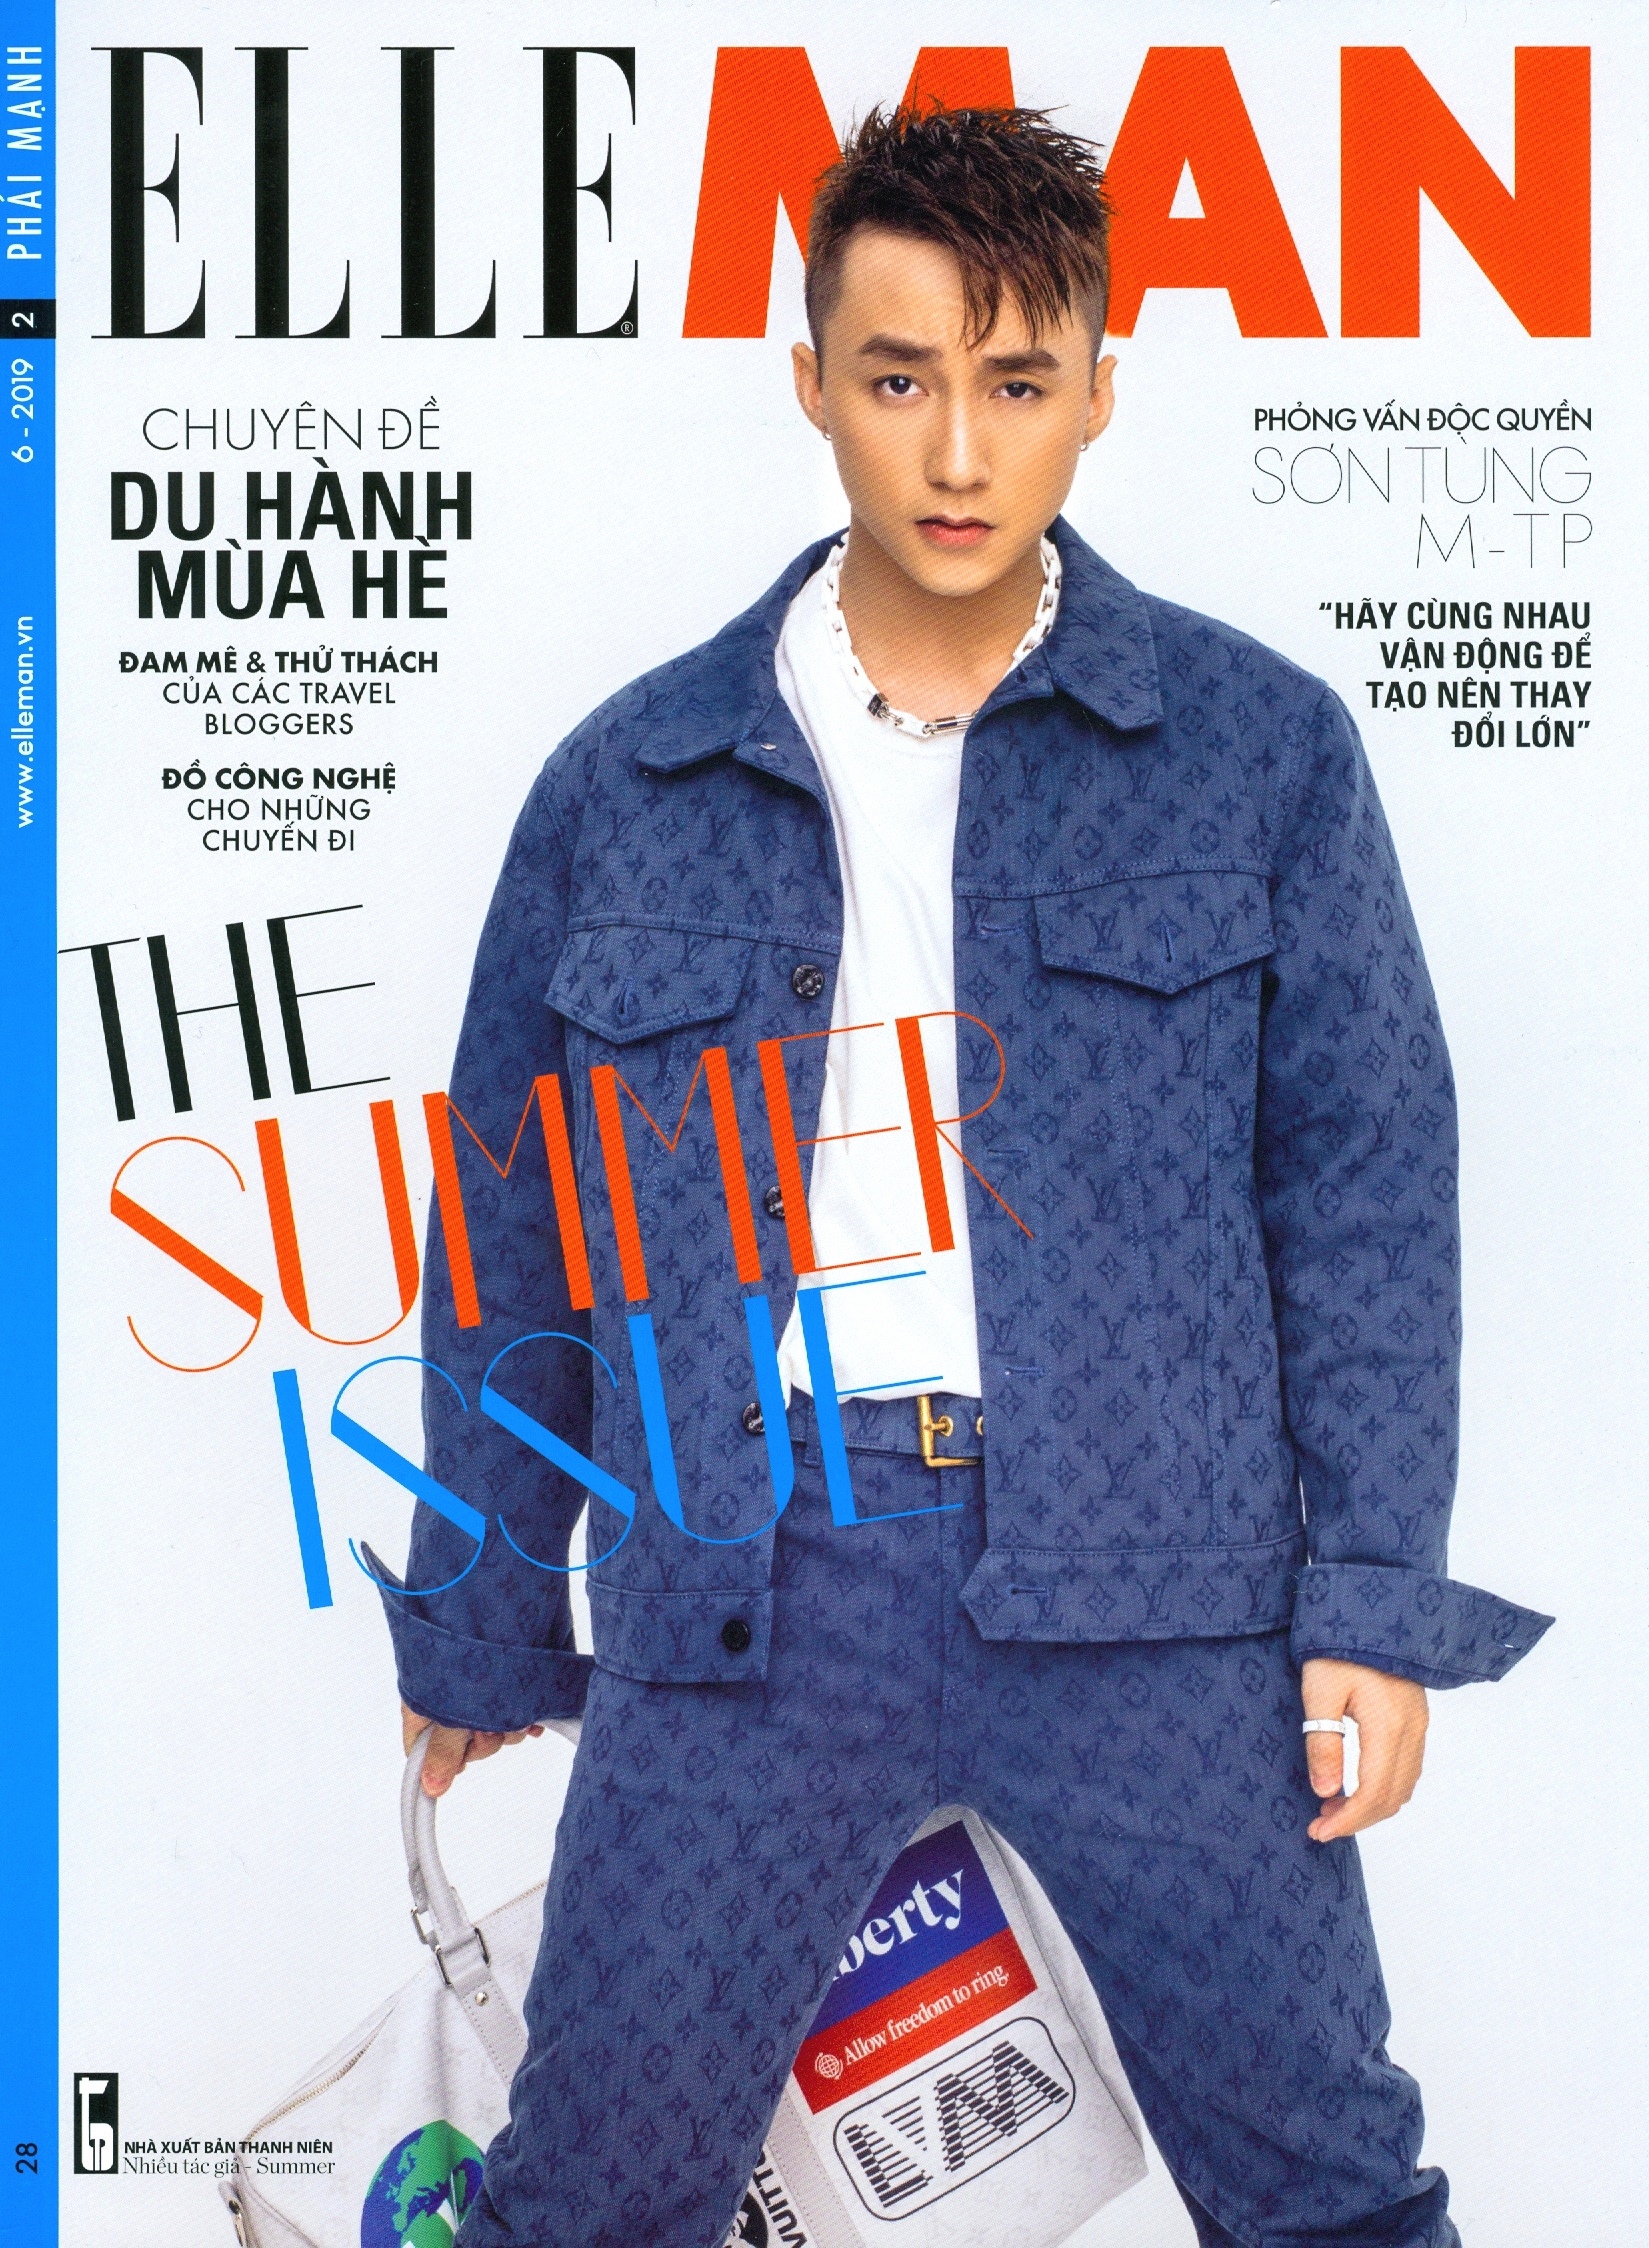 PHÁI MẠNH
2
6 - 2019
www.elleman.vn
28
ELLE MAN
®
CHUYÊN ĐỀ
DU HÀNH
MÙA HÈ
ĐAM MÊ & THỬ THÁCH
CỦA CÁC TRAVEL
BLOGGERS
ĐỒ CÔNG NGHỆ
CHO NHỮNG
CHUYẾN ĐI
PHỎNG VẤN ĐỘC QUYỀN
SƠN TÙNG
M-TP
“HÃY CÙNG NHAU
VẬN ĐỘNG ĐỂ
TẠO NÊN THAY
ĐỔI LỚN”
THE
SUMMER
ISSUE
berty
Allow freedom to ring.
LV
VUITT
NHÀ XUẤT BẢN THANH NIÊN
Nhiều tác giả - Summer